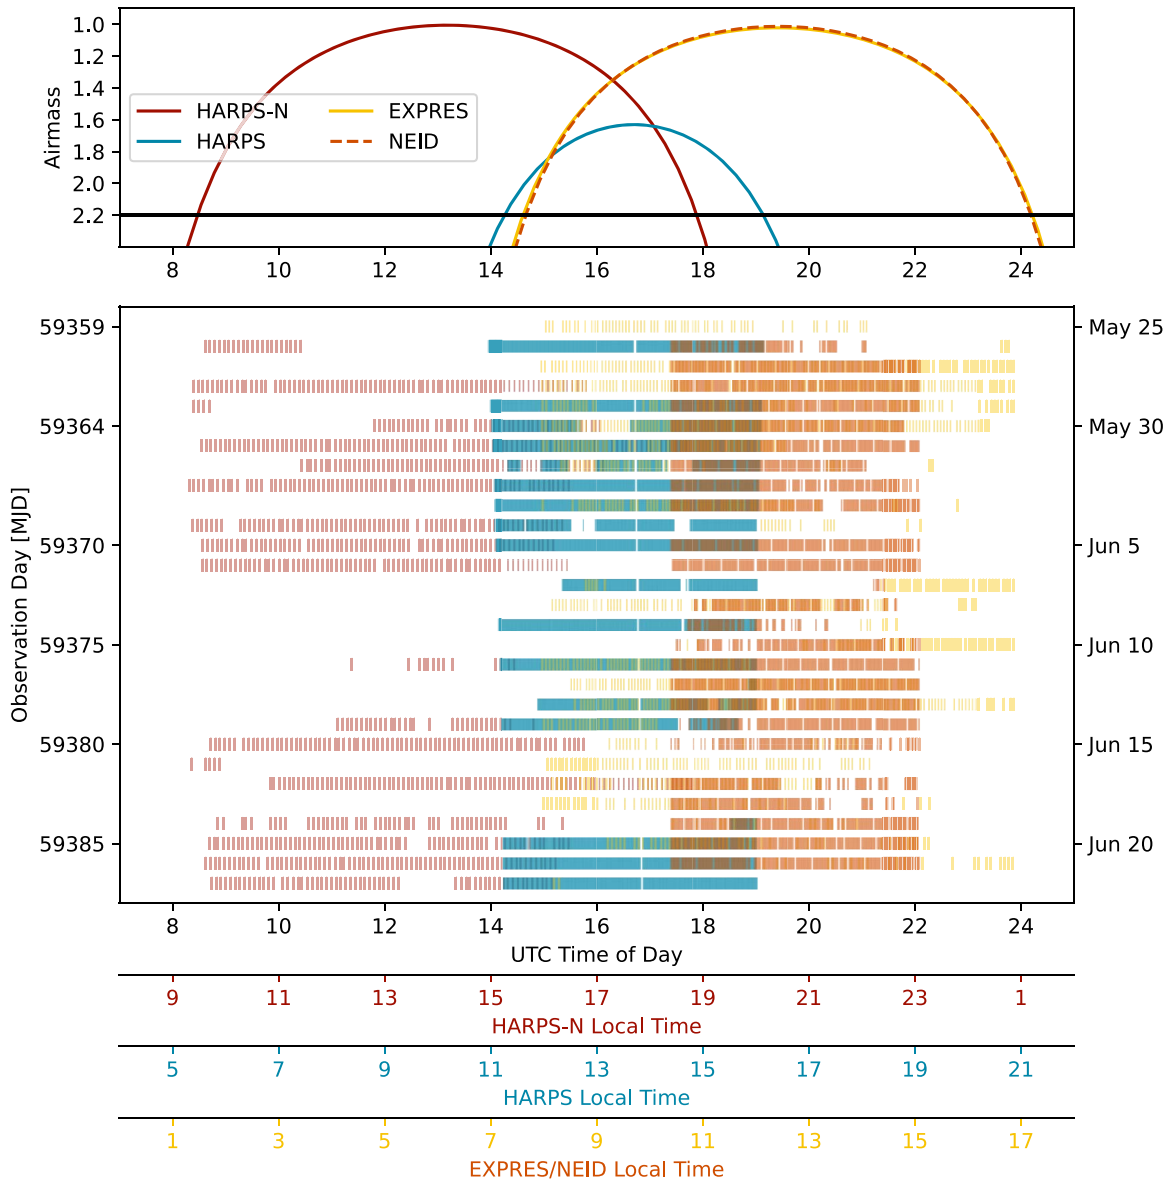 1.0
1.2
1.4
1.6
1.8
2.0
2.2
Airmass
HARPS-N
EXPRES
HARPS
NEID
8 10 12 14 16 18 20 22 24
59359
59364
59370
59375
59380
59385
Observation Day [MJD]
May 25
May 30
Jun 5
Jun 10
Jun 15
Jun 20
8 10 12 14 16 18 20 22 24
UTC Time of Day
9 11 13 15 17 19 21 23 1
HARPS-N Local Time
5 7 9 11 13 15 17 19 21
HARPS Local Time
1 3 5 7 9 11 13 15 17
EXPRES/NEID Local Time